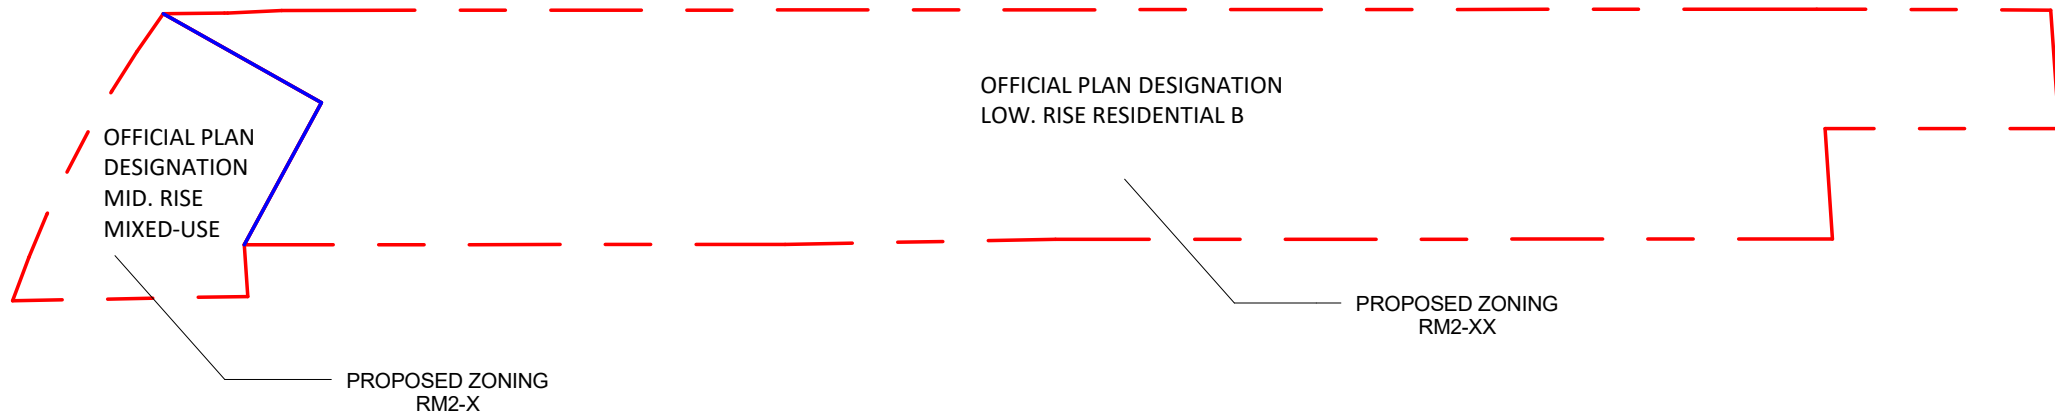 OFFICIAL PLAN
DESIGNATION
MID. RISE
MIXED-USE
OFFICIAL PLAN DESIGNATION
LOW. RISE RESIDENTIAL B
PROPOSED ZONING
RM2-XX
PROPOSED ZONING
RM2-X